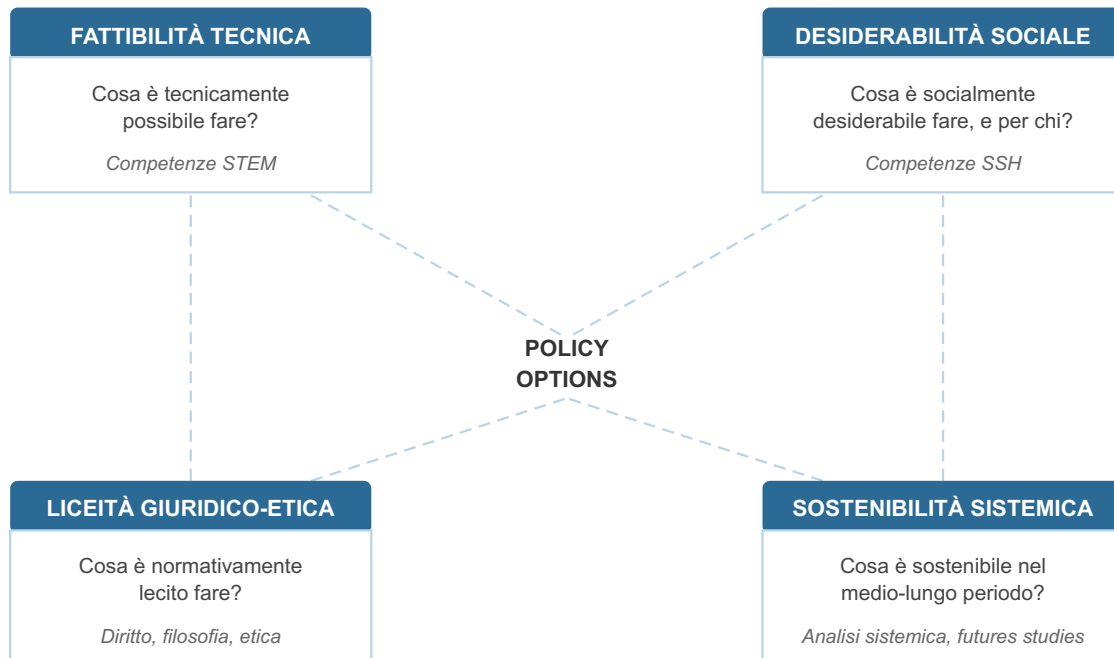 FATTIBILITÀ TECNICA
Cosa è tecnicamente
possibile fare?
Competenze STEM
DESIDERABILITÀ SOCIALE
Cosa è socialmente
desiderabile fare, e per chi?
Competenze SSH
POLICY
OPTIONS
LICEITÀ GIURIDICO-ETICA
Cosa è normativamente
lecito fare?
Diritto, filosofia, etica
SOSTENIBILITÀ SISTEMICA
Cosa è sostenibile nel
medio-lungo periodo?
Analisi sistemica, futures studies